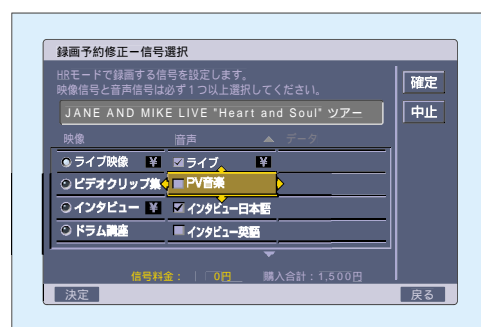 録画予約修正ー信号選択
HRモードで録画する信号を設定します。
映像信号と音声信号は必ず1つ以上選択してください。
確定
中止
JANE AND MIKE LIVE "Heart and Soul" ツアー
映像 音声 データ
ライブ映像 ¥ ライブ ¥
ビデオクリップ集 PV音楽
インタビュー ¥ インタビュー日本語
ドラム講座 インタビュー英語
信号料金： 0円 購入合計：1,500円
決定 戻る